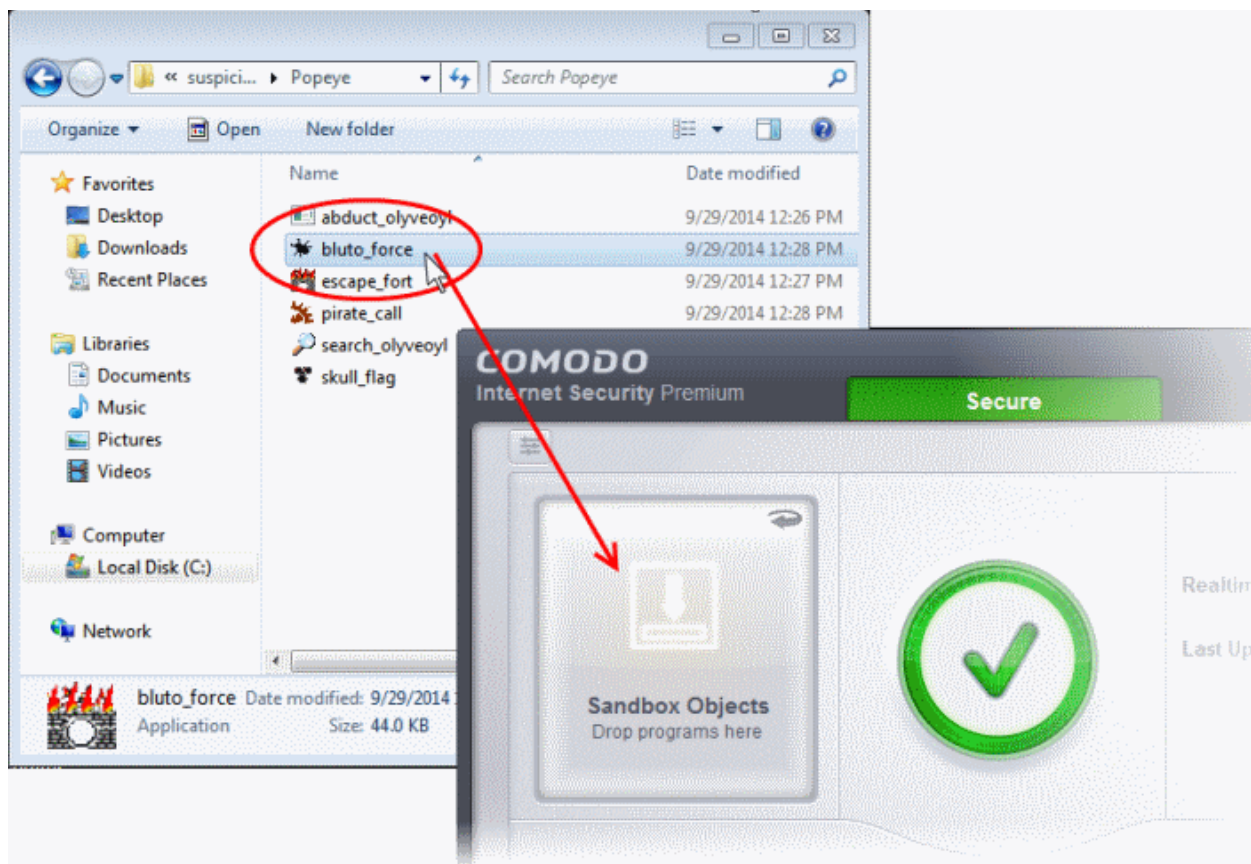 « suspici... ▸ Popeye
Search Popeye
Organize
Open
New folder
Name
Date modified
Favorites
Desktop
Downloads
Recent Places
Libraries
Documents
Music
Pictures
Videos
Computer
Local Disk (C:)
Network
abduct_olyveoyl 9/29/2014 12:26 PM
bluto_force 9/29/2014 12:28 PM
escape_fort 9/29/2014 12:27 PM
pirate_call 9/29/2014 12:28 PM
search_olyveoyl
skull_flag
bluto_force Date modified: 9/29/2014
Application Size: 44.0 KB
COMODO
Internet Security Premium
Secure
Sandbox Objects
Drop programs here
Realtim
Last Up